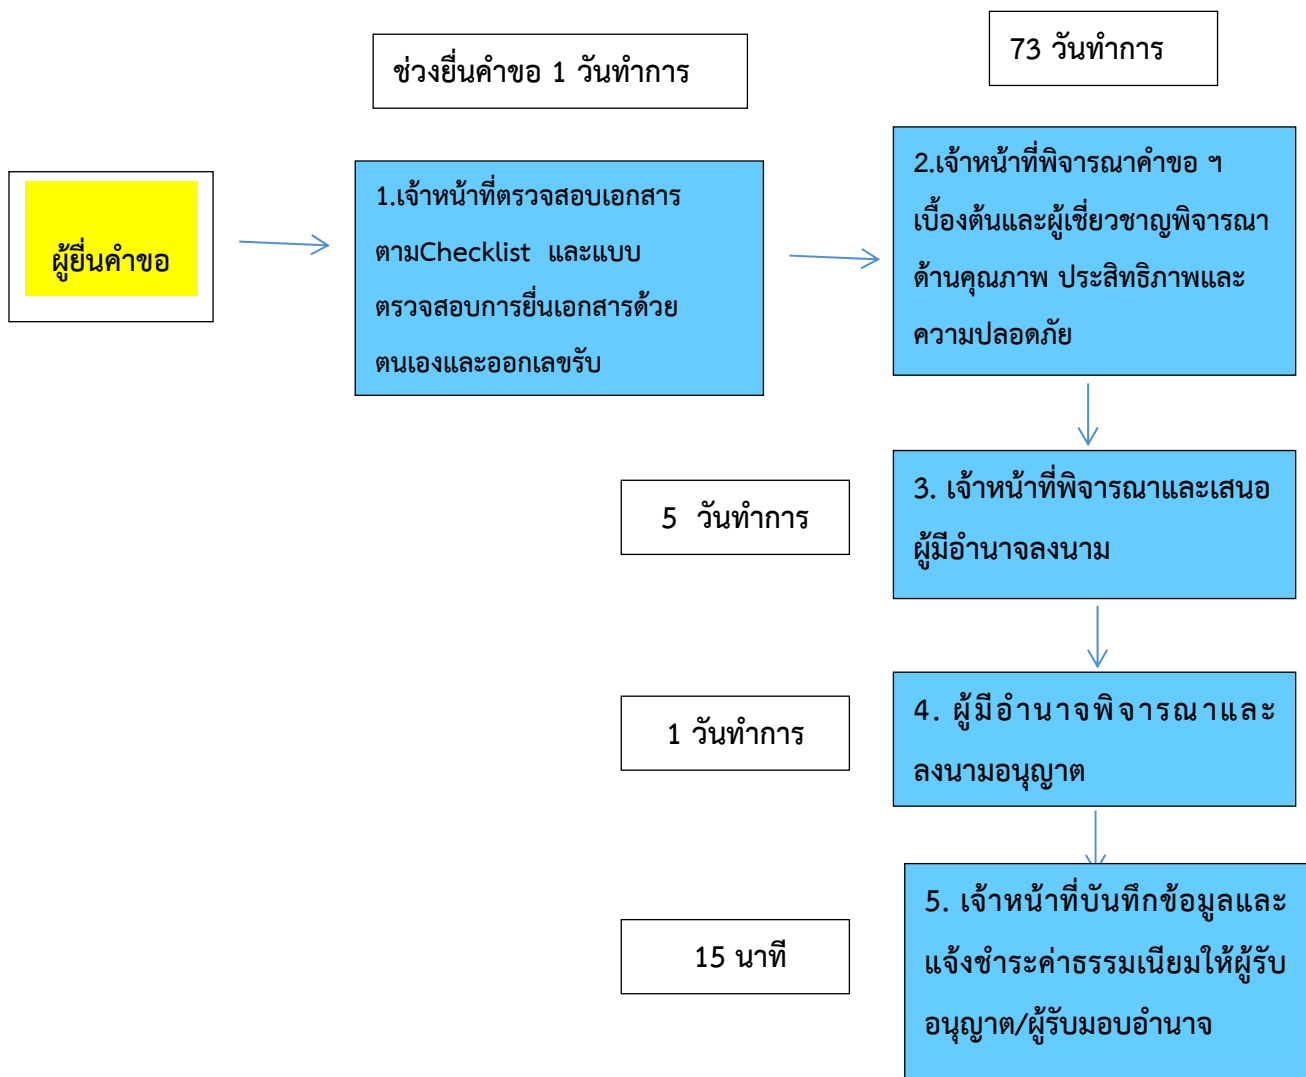 ช่วงยื่นคำขอ 1 วันทำการ
73 วันทำการ
ผู้ยื่นคำขอ
1.เจ้าหน้าที่ตรวจสอบเอกสาร
ตามChecklist และแบบ
ตรวจสอบการยื่นเอกสารด้วย
ตนเองและออกเลขรับ
2.เจ้าหน้าที่พิจารณาคำขอ ฯ
เบื้องต้นและผู้เชี่ยวชาญพิจารณา
ด้านคุณภาพ ประสิทธิภาพและ
ความปลอดภัย
5 วันทำการ
3. เจ้าหน้าที่พิจารณาและเสนอ
ผู้มีอำนาจลงนาม
1 วันทำการ
4. ผู้มีอำนาจพิจารณาและ
ลงนามอนุญาต
15 นาที
5. เจ้าหน้าที่บันทึกข้อมูลและ
แจ้งชำระค่าธรรมเนียมให้ผู้รับ
อนุญาต/ผู้รับมอบอำนาจ